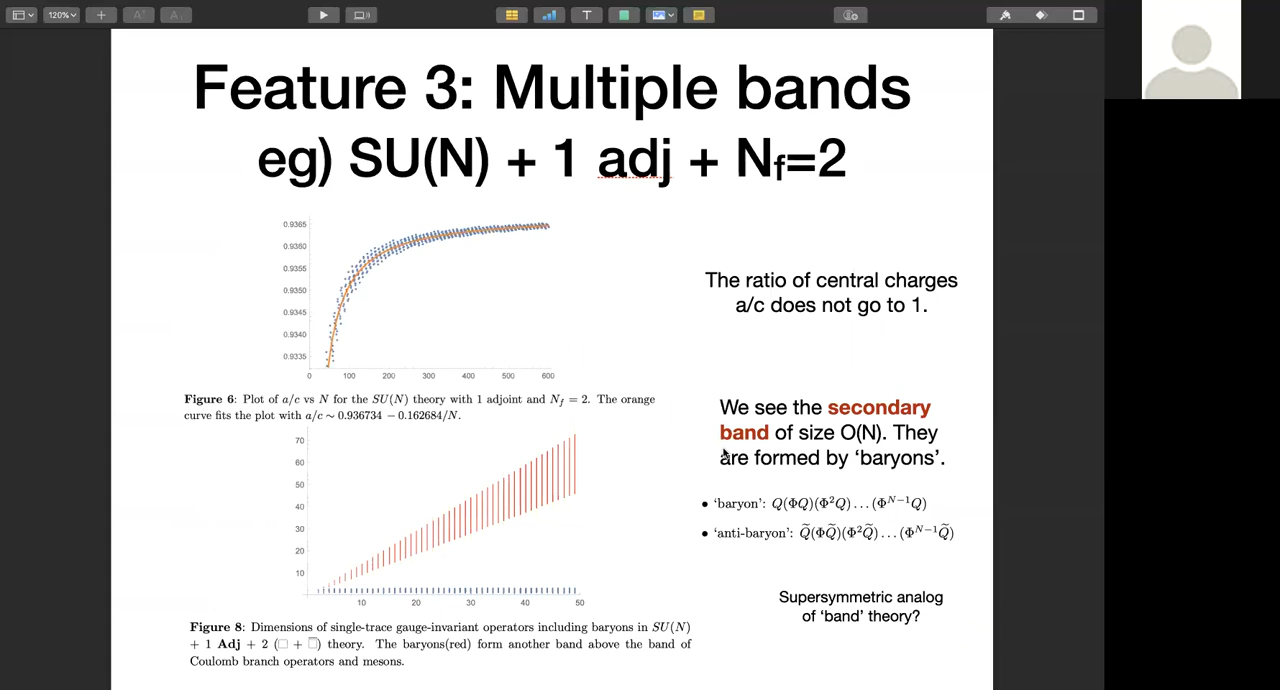 120%
T
Feature 3: Multiple bands
eg) SU(N) + 1 adj + Nf=2
0.9365
0.9360
0.9355
0.9350
0.9345
0.9340
0.9335
0 100 200 300 400 500 600
The ratio of central charges
a/c does not go to 1.
Figure 6: Plot of a/c vs N for the SU(N) theory with 1 adjoint and N_f = 2. The orange
curve fits the plot with a/c ∼ 0.936734 − 0.162684/N.
We see the secondary
band of size O(N). They
are formed by ‘baryons’.
70
60
50
40
30
20
10
10 20 30 40 50
• ‘baryon’: Q(ΦQ)(Φ²Q)...(Φ^{N−1}Q)
• ‘anti-baryon’: Q̃(ΦQ̃)(Φ²Q̃)...(Φ^{N−1}Q̃)
Supersymmetric analog
of ‘band’ theory?
Figure 8: Dimensions of single-trace gauge-invariant operators including baryons in SU(N)
+ 1 Adj + 2 (□ + □̅) theory. The baryons(red) form another band above the band of
Coulomb branch operators and mesons.